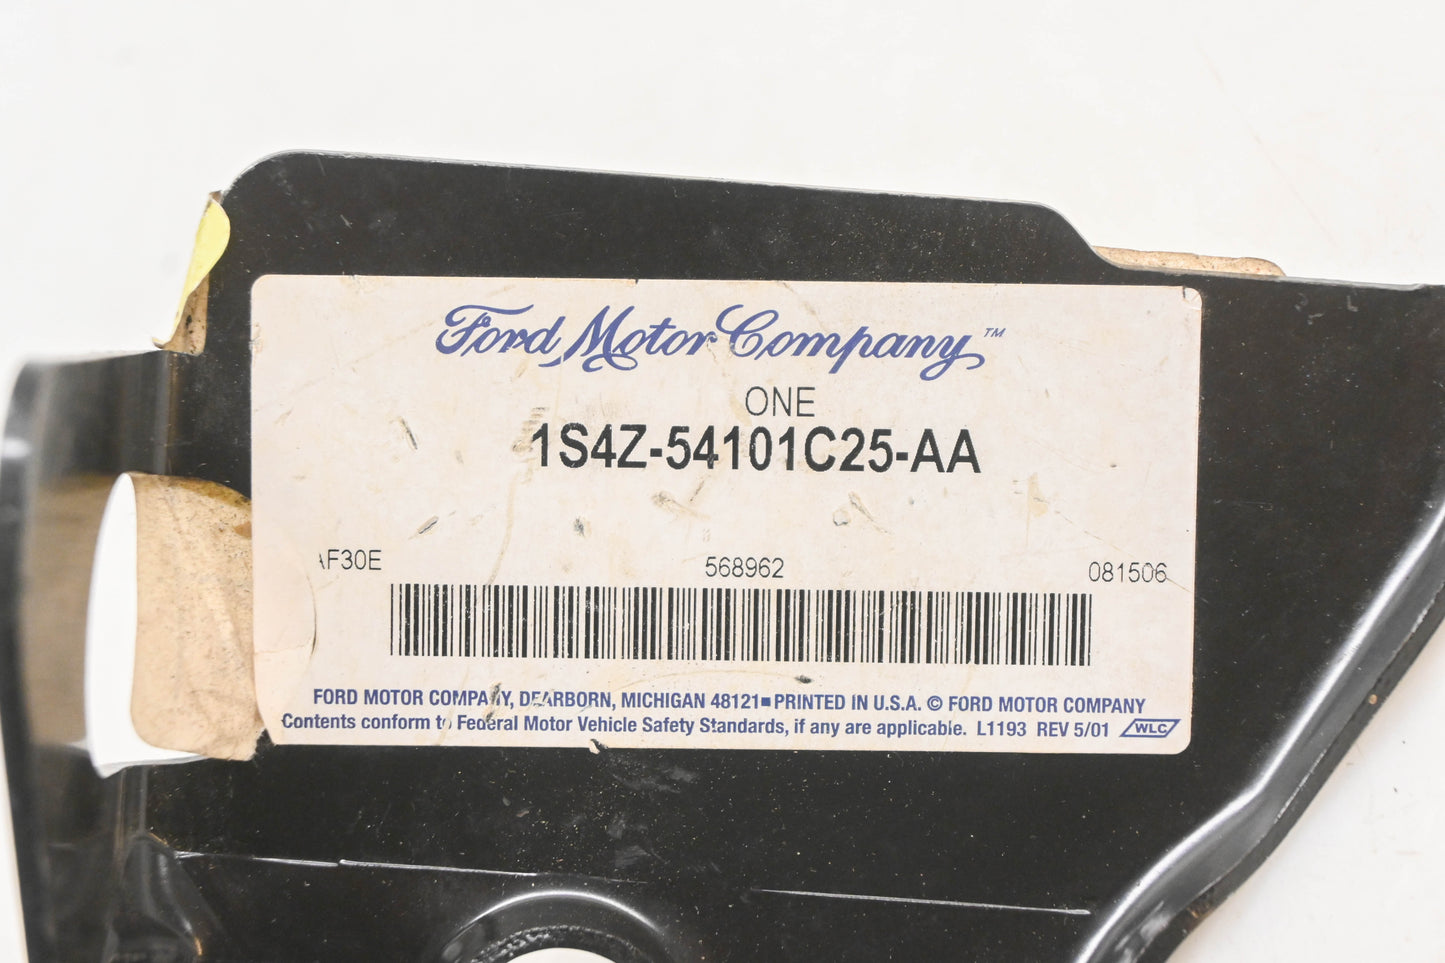 Ford Motor Company™
ONE
1S4Z-54101C25-AA
AF30E 568962 081506
FORD MOTOR COMPANY, DEARBORN, MICHIGAN 48121■PRINTED IN U.S.A. © FORD MOTOR COMPANY
Contents conform to Federal Motor Vehicle Safety Standards, if any are applicable. L1193 REV 5/01 WLC